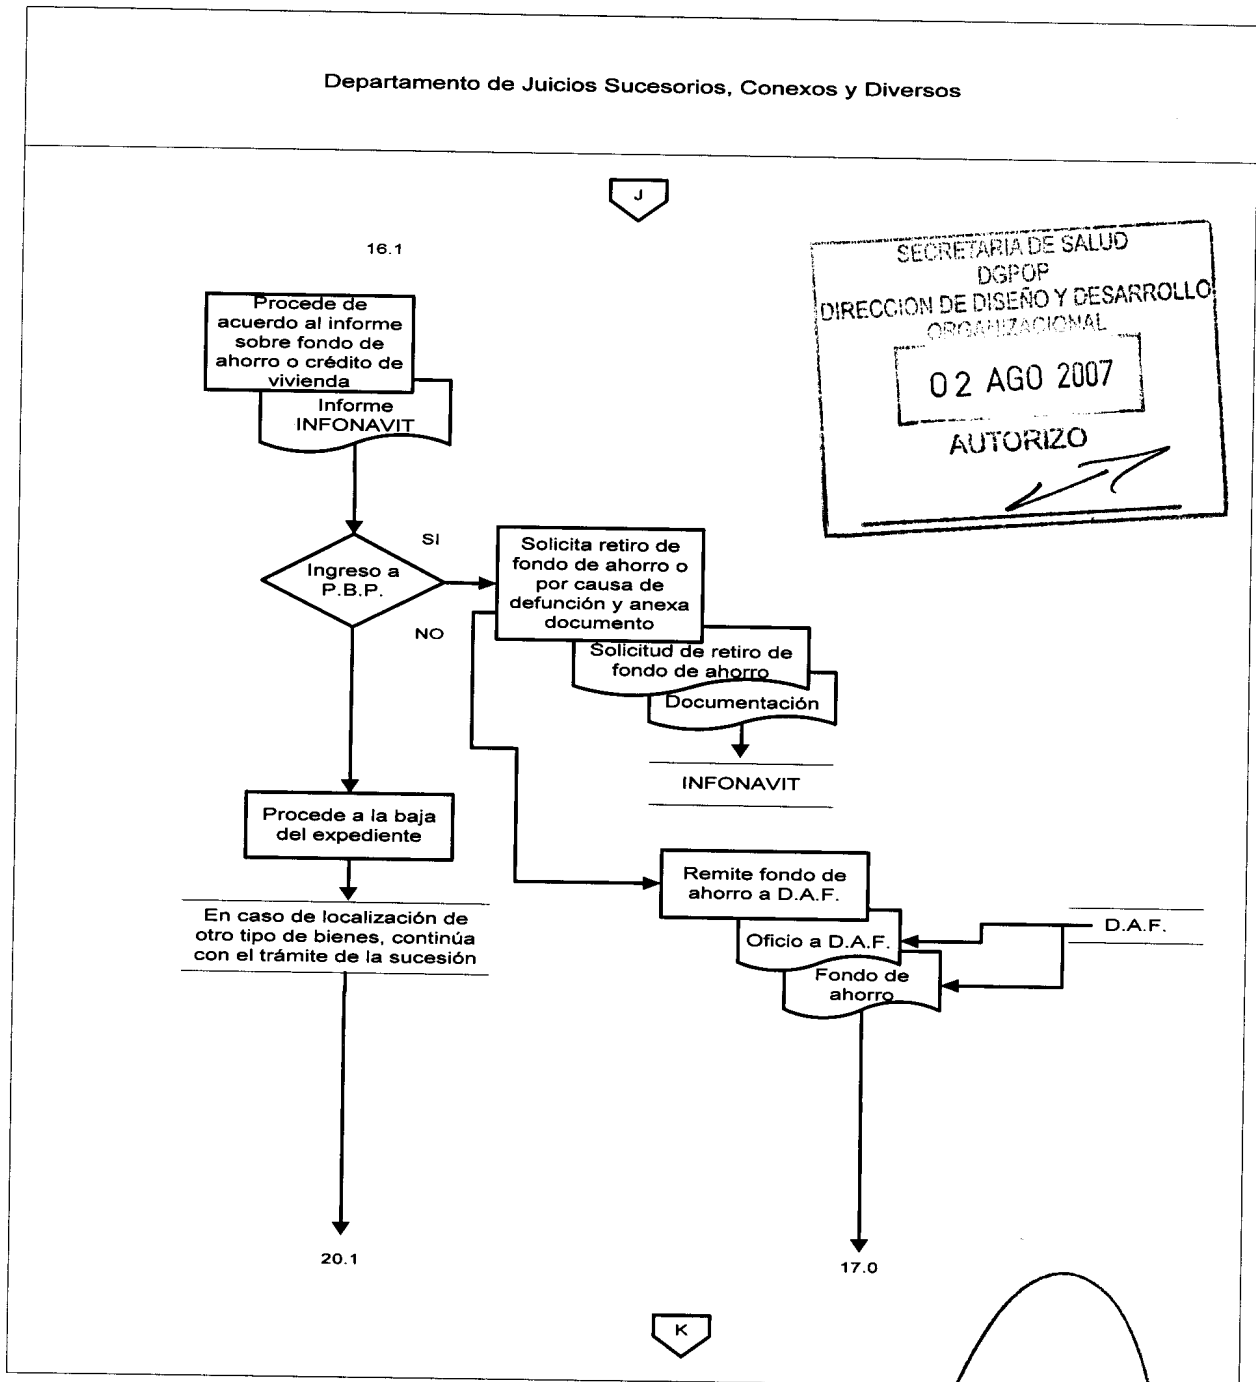 Departamento de Juicios Sucesorios, Conexos y Diversos
J
16.1
SECRETARIA DE SALUD
DGPOP
DIRECCION DE DISEÑO Y DESARROLLO
ORGANIZACIONAL
02 AGO 2007
AUTORIZO
Procede de
acuerdo al informe
sobre fondo de
ahorro o crédito de
vivienda
Informe
INFONAVIT
Ingreso a
P.B.P.
SI
NO
Solicita retiro de
fondo de ahorro o
por causa de
defunción y anexa
documento
Solicitud de retiro de
fondo de ahorro
Documentación
INFONAVIT
Procede a la baja
del expediente
En caso de localización de
otro tipo de bienes, continúa
con el trámite de la sucesión
Remite fondo de
ahorro a D.A.F.
Oficio a D.A.F.
Fondo de
ahorro
D.A.F.
20.1
17.0
K